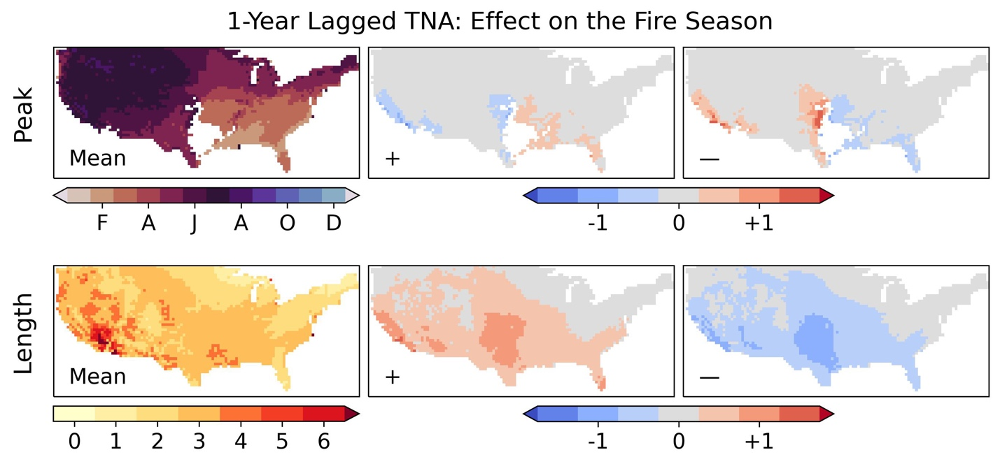 1-Year Lagged TNA: Effect on the Fire Season
Peak
Mean
+
—
F A J A O D
-1 0 +1
Length
Mean
+
—
0 1 2 3 4 5 6
-1 0 +1